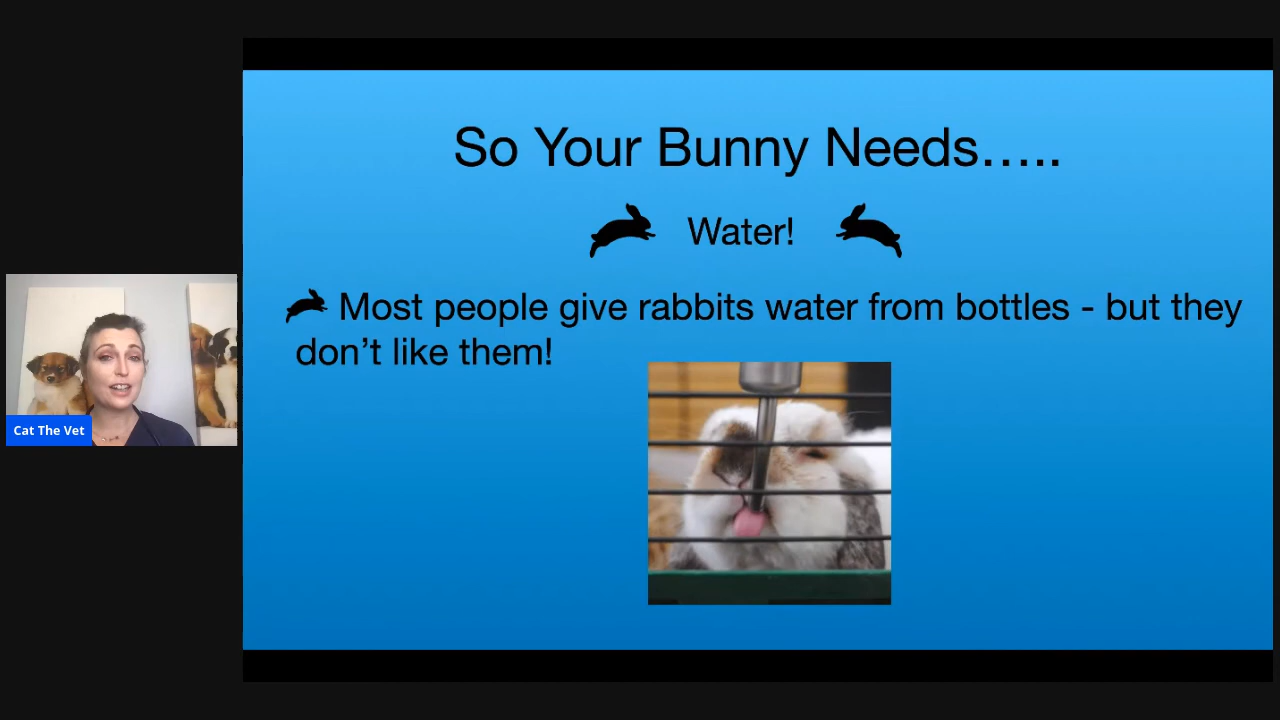 So Your Bunny Needs.....
Water!
Most people give rabbits water from bottles - but they
don't like them!
Cat The Vet